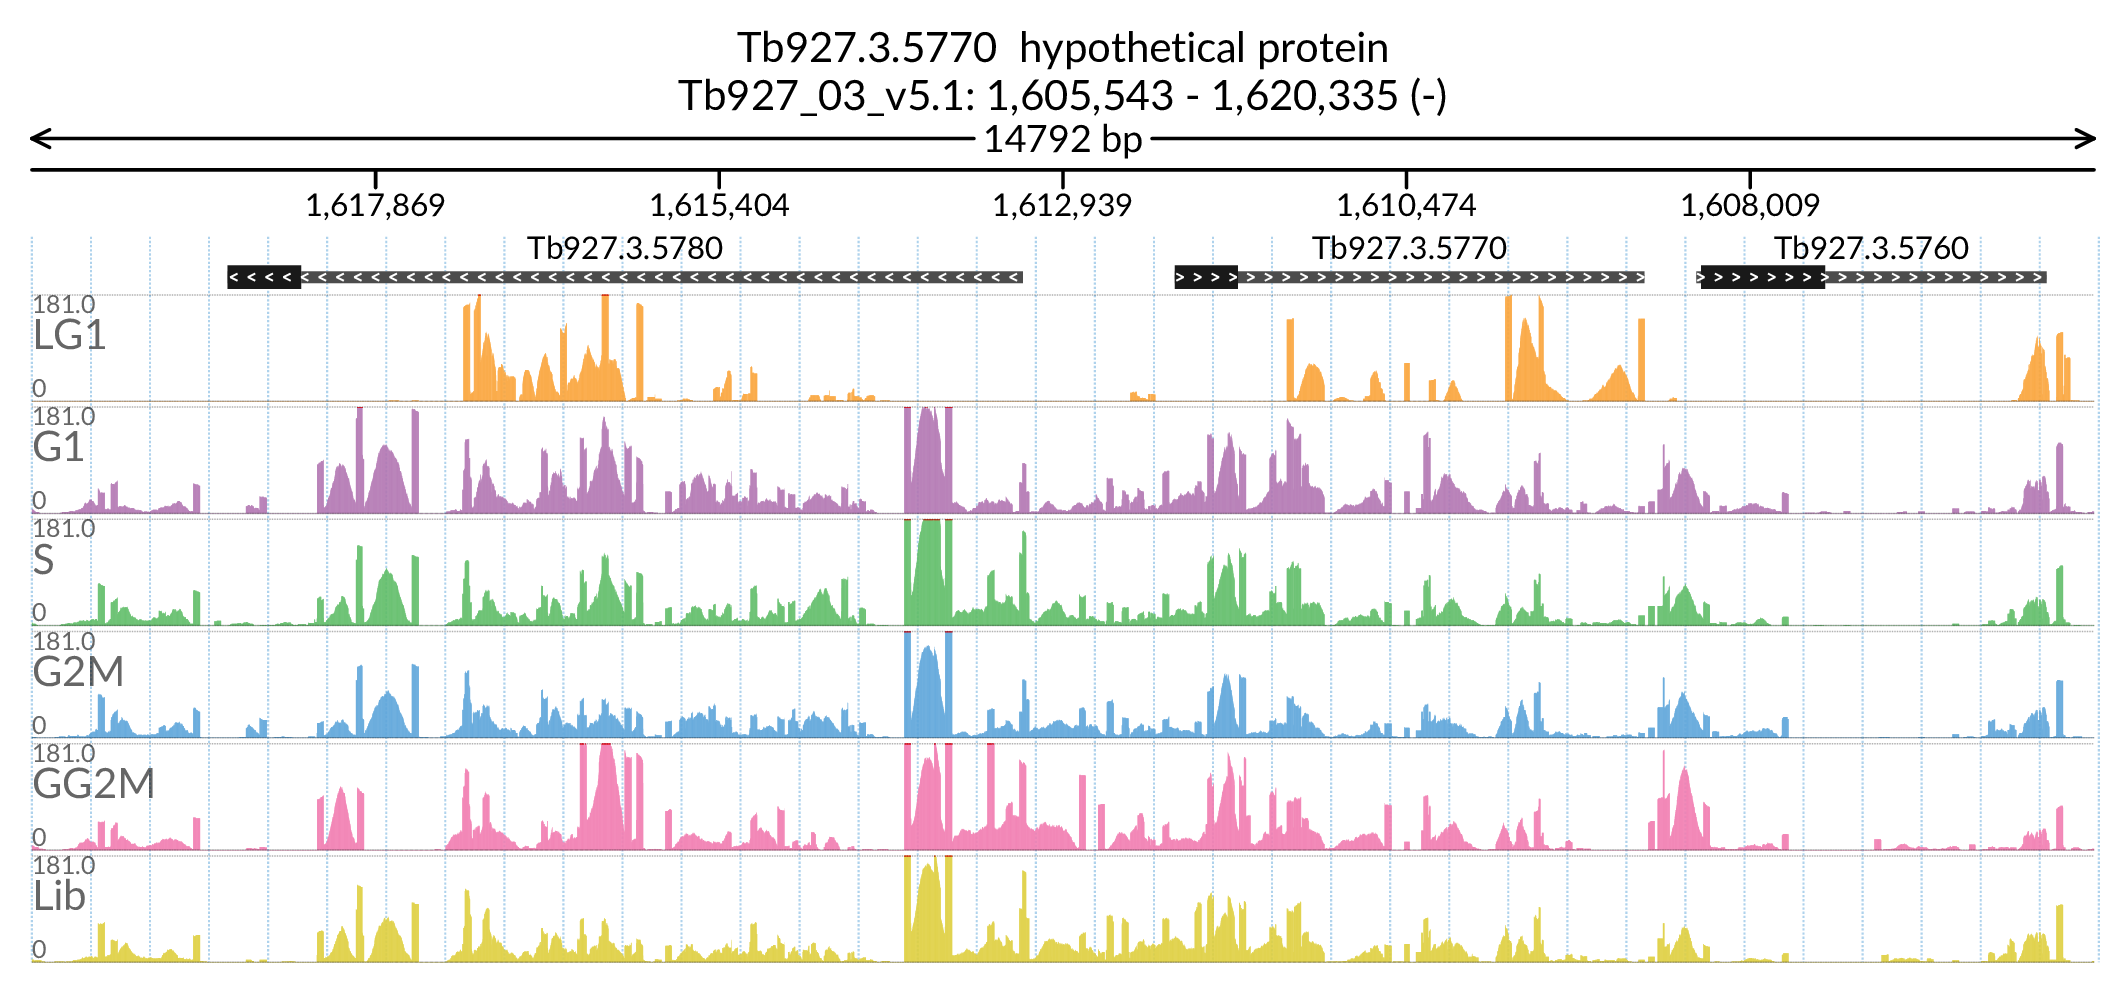 Tb927.3.5770  hypothetical protein
Tb927_03_v5.1: 1,605,543 - 1,620,335 (-)
14792 bp
1,617,869 1,615,404 1,612,939 1,610,474 1,608,009
Tb927.3.5780 Tb927.3.5770 Tb927.3.5760
181.0
LG1
0
181.0
G1
0
181.0
S
0
181.0
G2M
0
181.0
GG2M
0
181.0
Lib
0